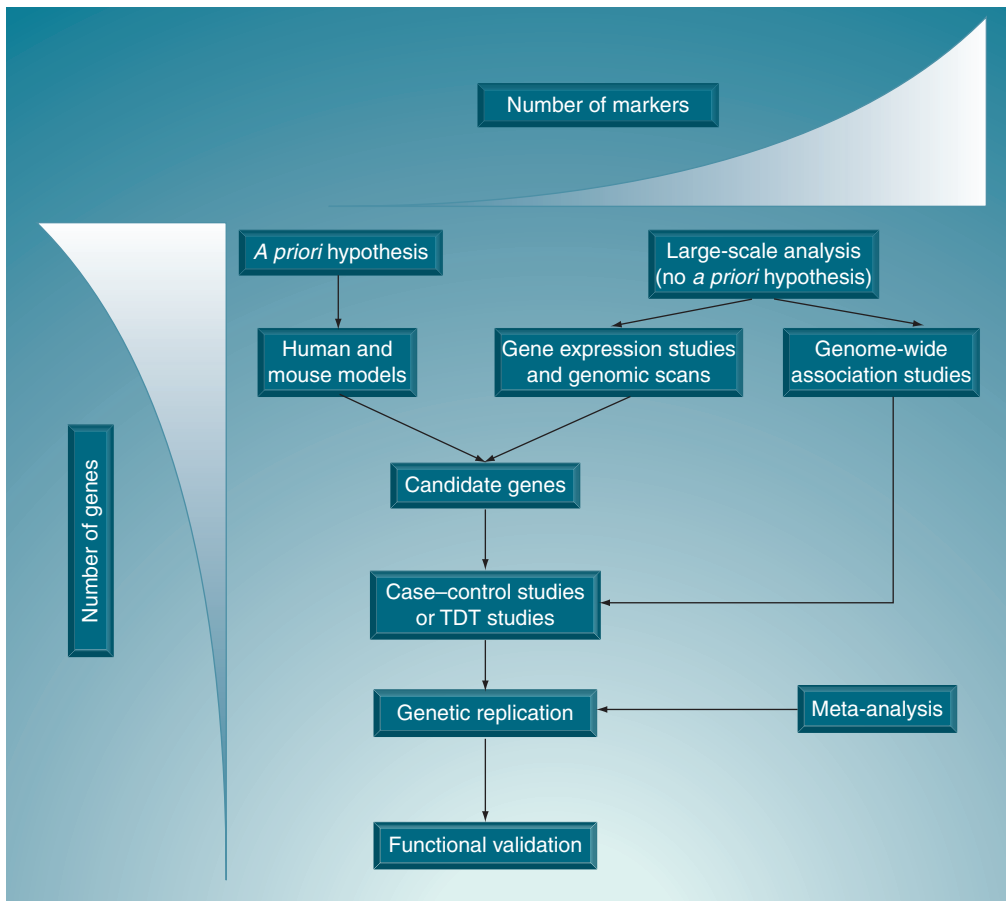 Number of markers
A priori hypothesis
Large-scale analysis
(no a priori hypothesis)
Human and
mouse models
Gene expression studies
and genomic scans
Genome-wide
association studies
Number of genes
Candidate genes
Case–control studies
or TDT studies
Genetic replication
Meta-analysis
Functional validation